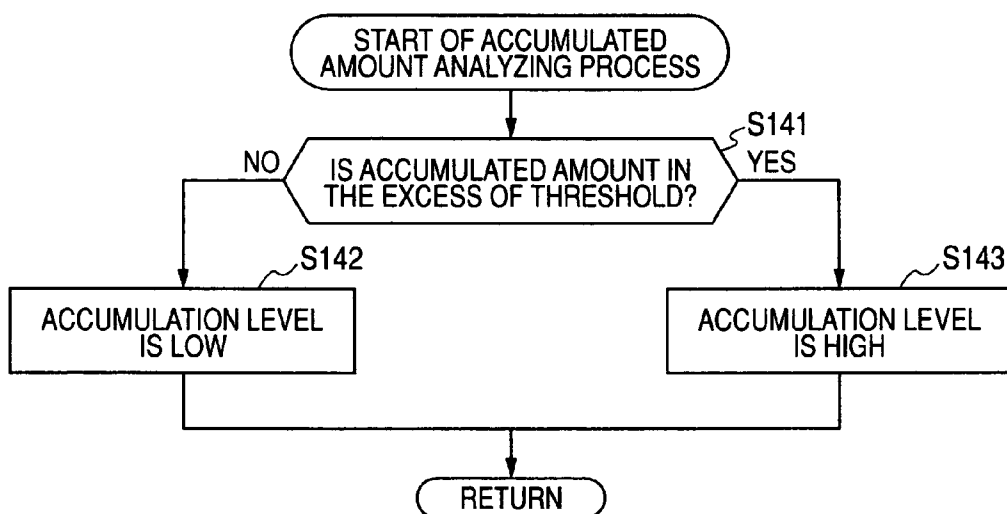 START OF ACCUMULATED
AMOUNT ANALYZING PROCESS
S141
NO
IS ACCUMULATED AMOUNT IN
THE EXCESS OF THRESHOLD?
YES
S142
S143
ACCUMULATION LEVEL
IS LOW
ACCUMULATION LEVEL
IS HIGH
RETURN